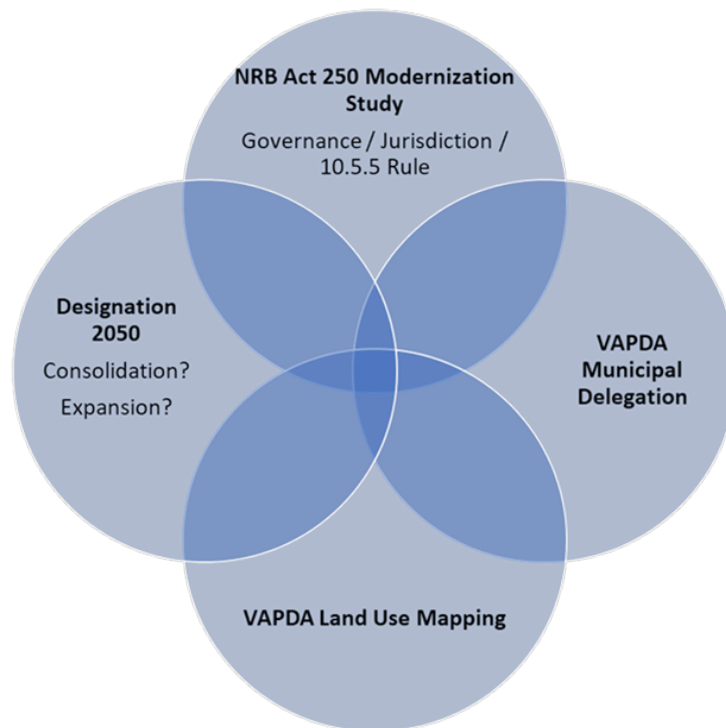 NRB Act 250 Modernization
Study
Governance / Jurisdiction /
10.5.5 Rule
Designation
2050
Consolidation?
Expansion?
VAPDA
Municipal
Delegation
VAPDA Land Use Mapping